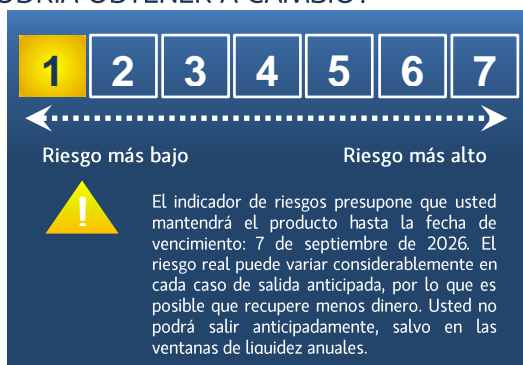 PODRÍA OBTENER A CAMBIO?
1 2 3 4 5 6 7
Riesgo más bajo Riesgo más alto
!
El indicador de riesgos presupone que usted
mantendrá el producto hasta la fecha de
vencimiento: 7 de septiembre de 2026. El
riesgo real puede variar considerablemente en
cada caso de salida anticipada, por lo que es
posible que recupere menos dinero. Usted no
podrá salir anticipadamente, salvo en las
ventanas de liquidez anuales.